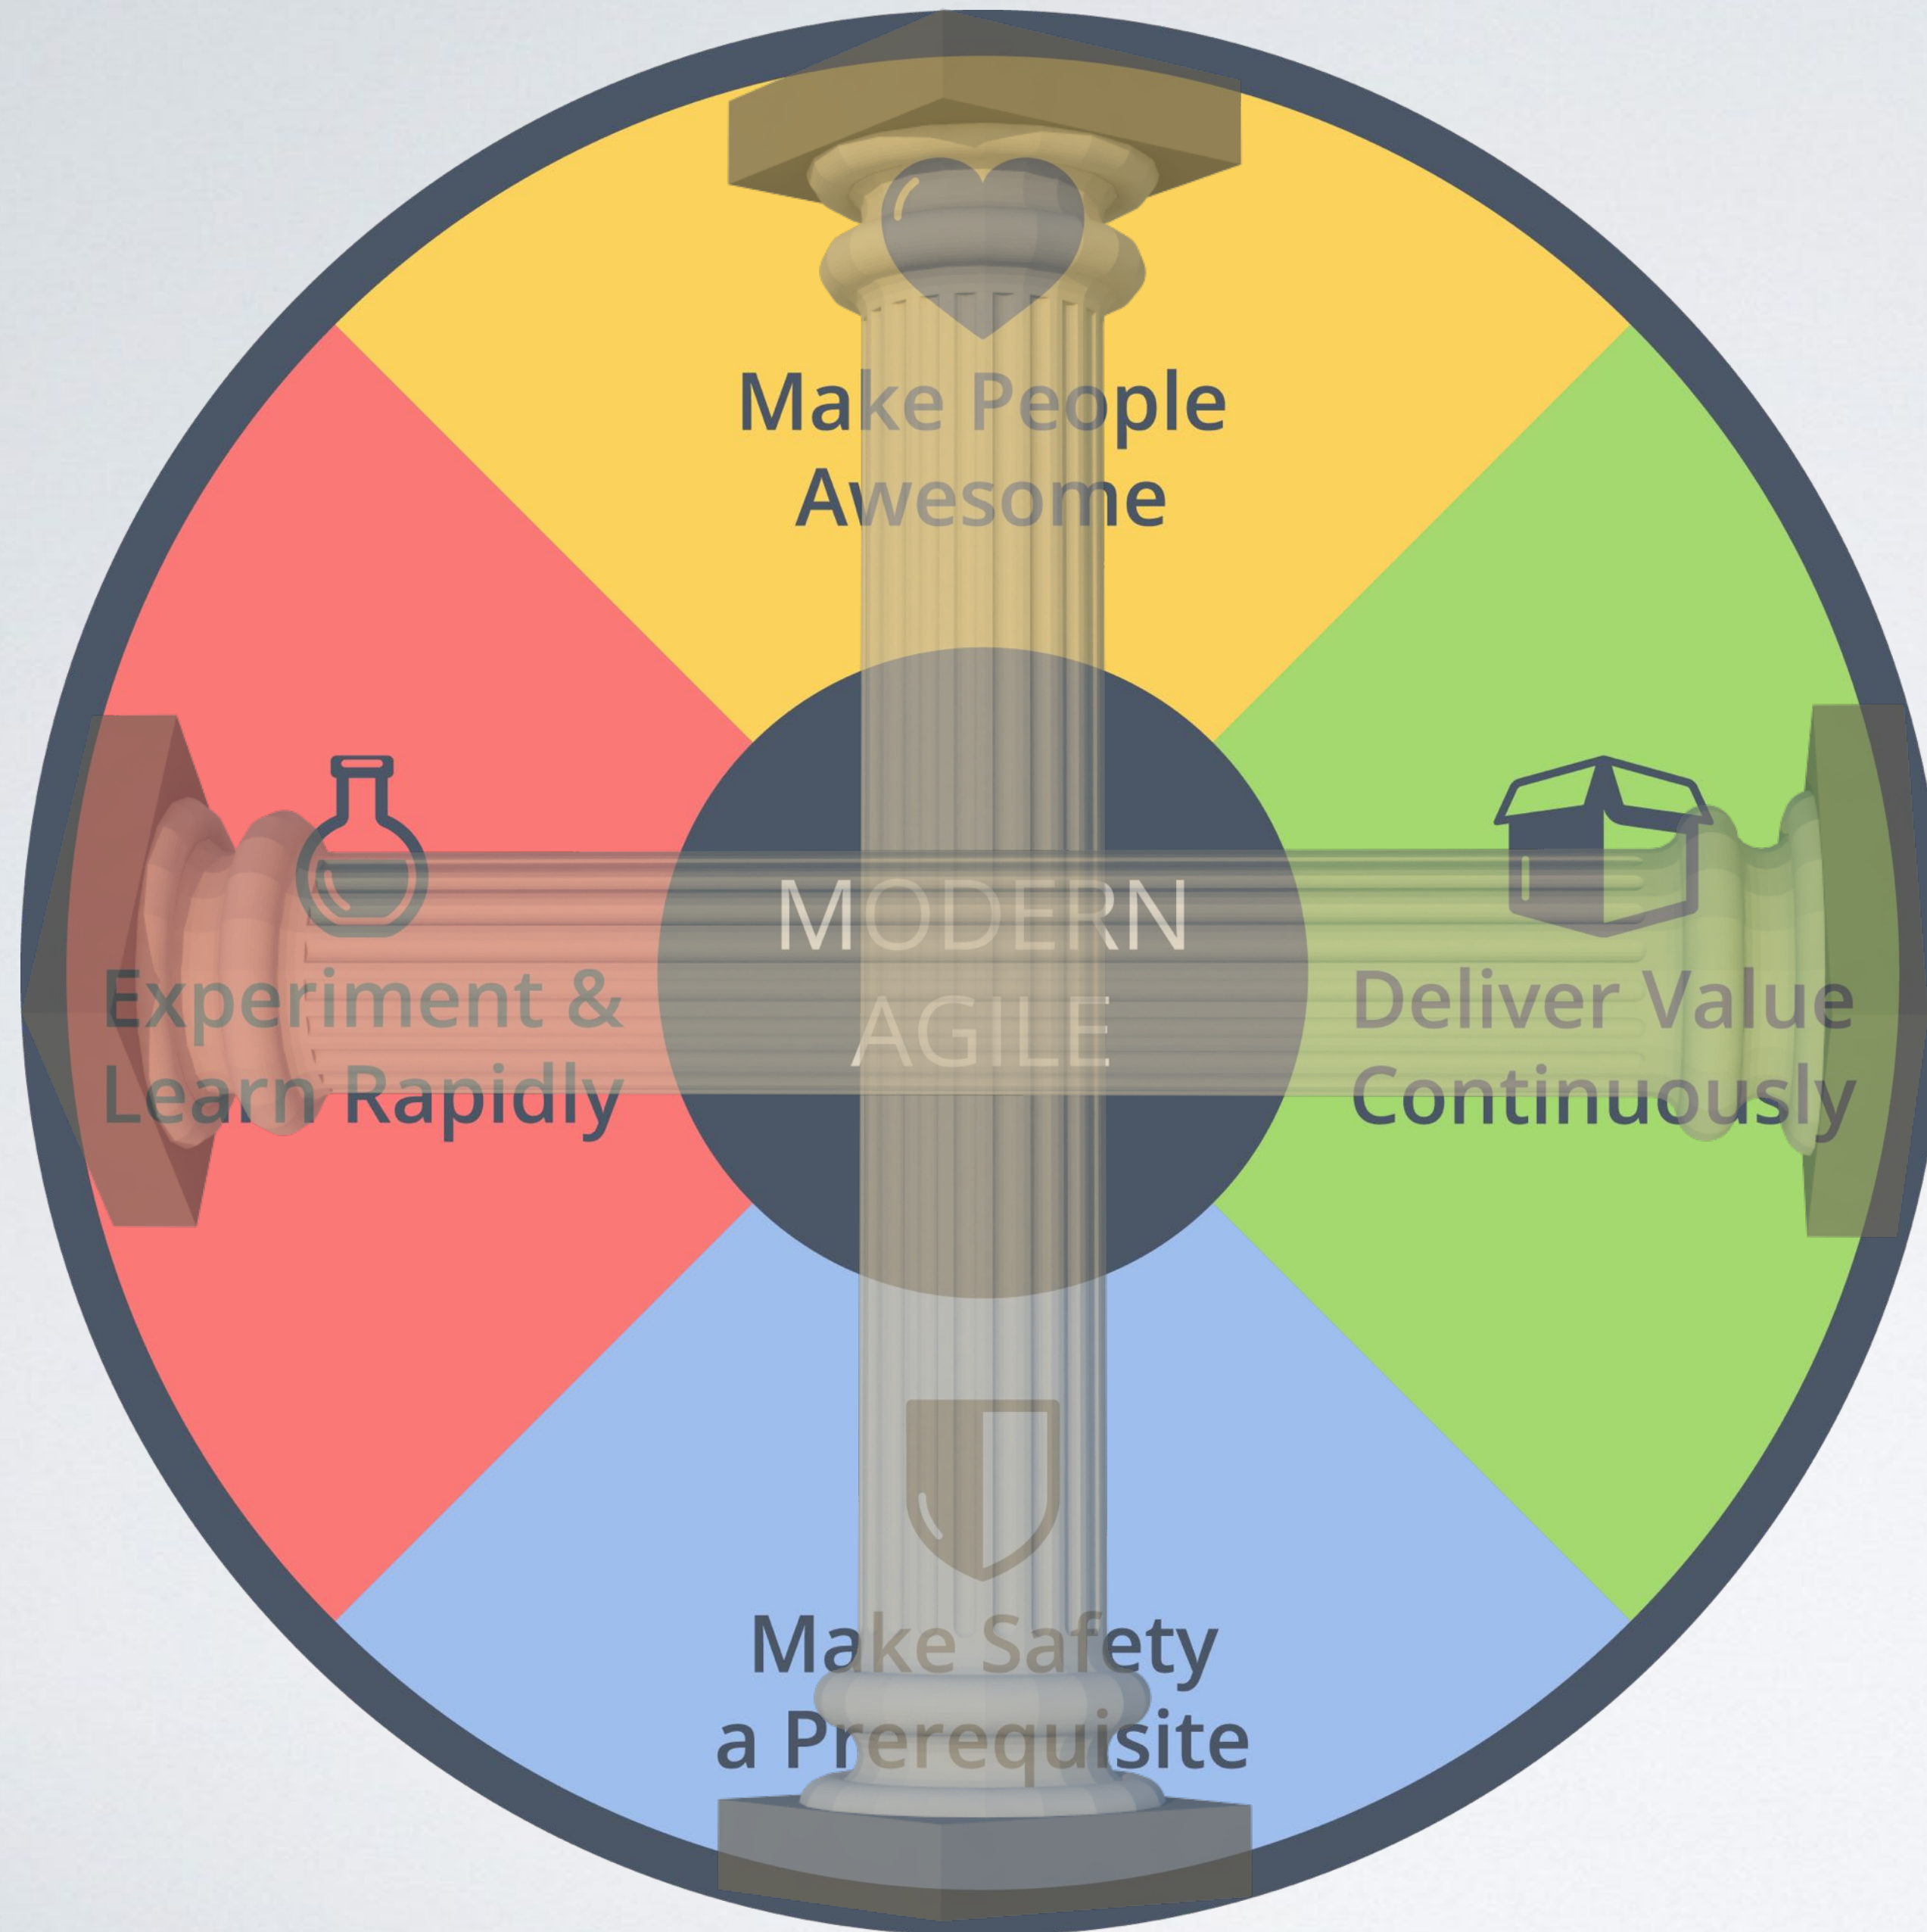 Make People
Awesome
MODERN
AGILE
Experiment &
Learn Rapidly
Deliver Value
Continuously
Make Safety
a Prerequisite